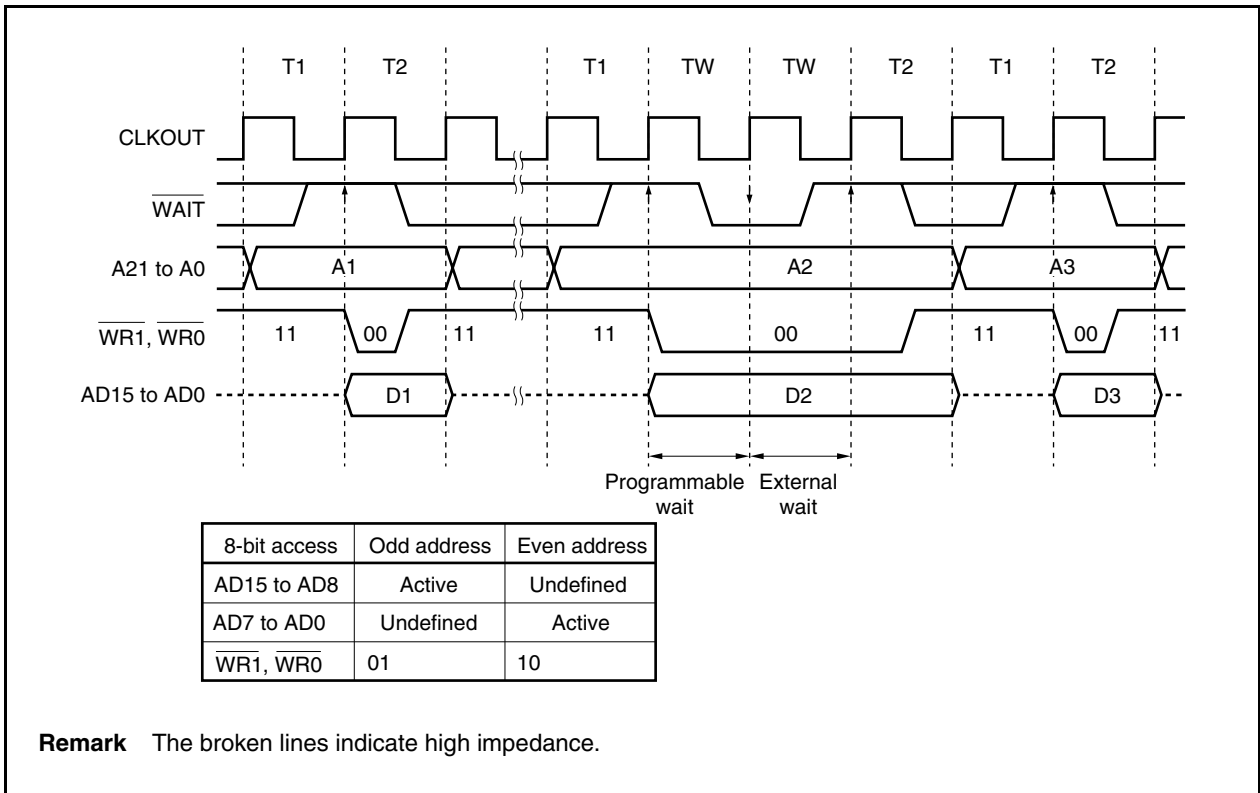 T1 T2 T1 TW TW T2 T1 T2
CLKOUT
WAIT
A21 to A0 A1 A2 A3
WR1, WR0 11 00 11 11 00 11 00 11
AD15 to AD0 D1 D2 D3
Programmable wait
External wait
8-bit access Odd address Even address
AD15 to AD8 Active Undefined
AD7 to AD0 Undefined Active
WR1, WR0 01 10
Remark The broken lines indicate high impedance.